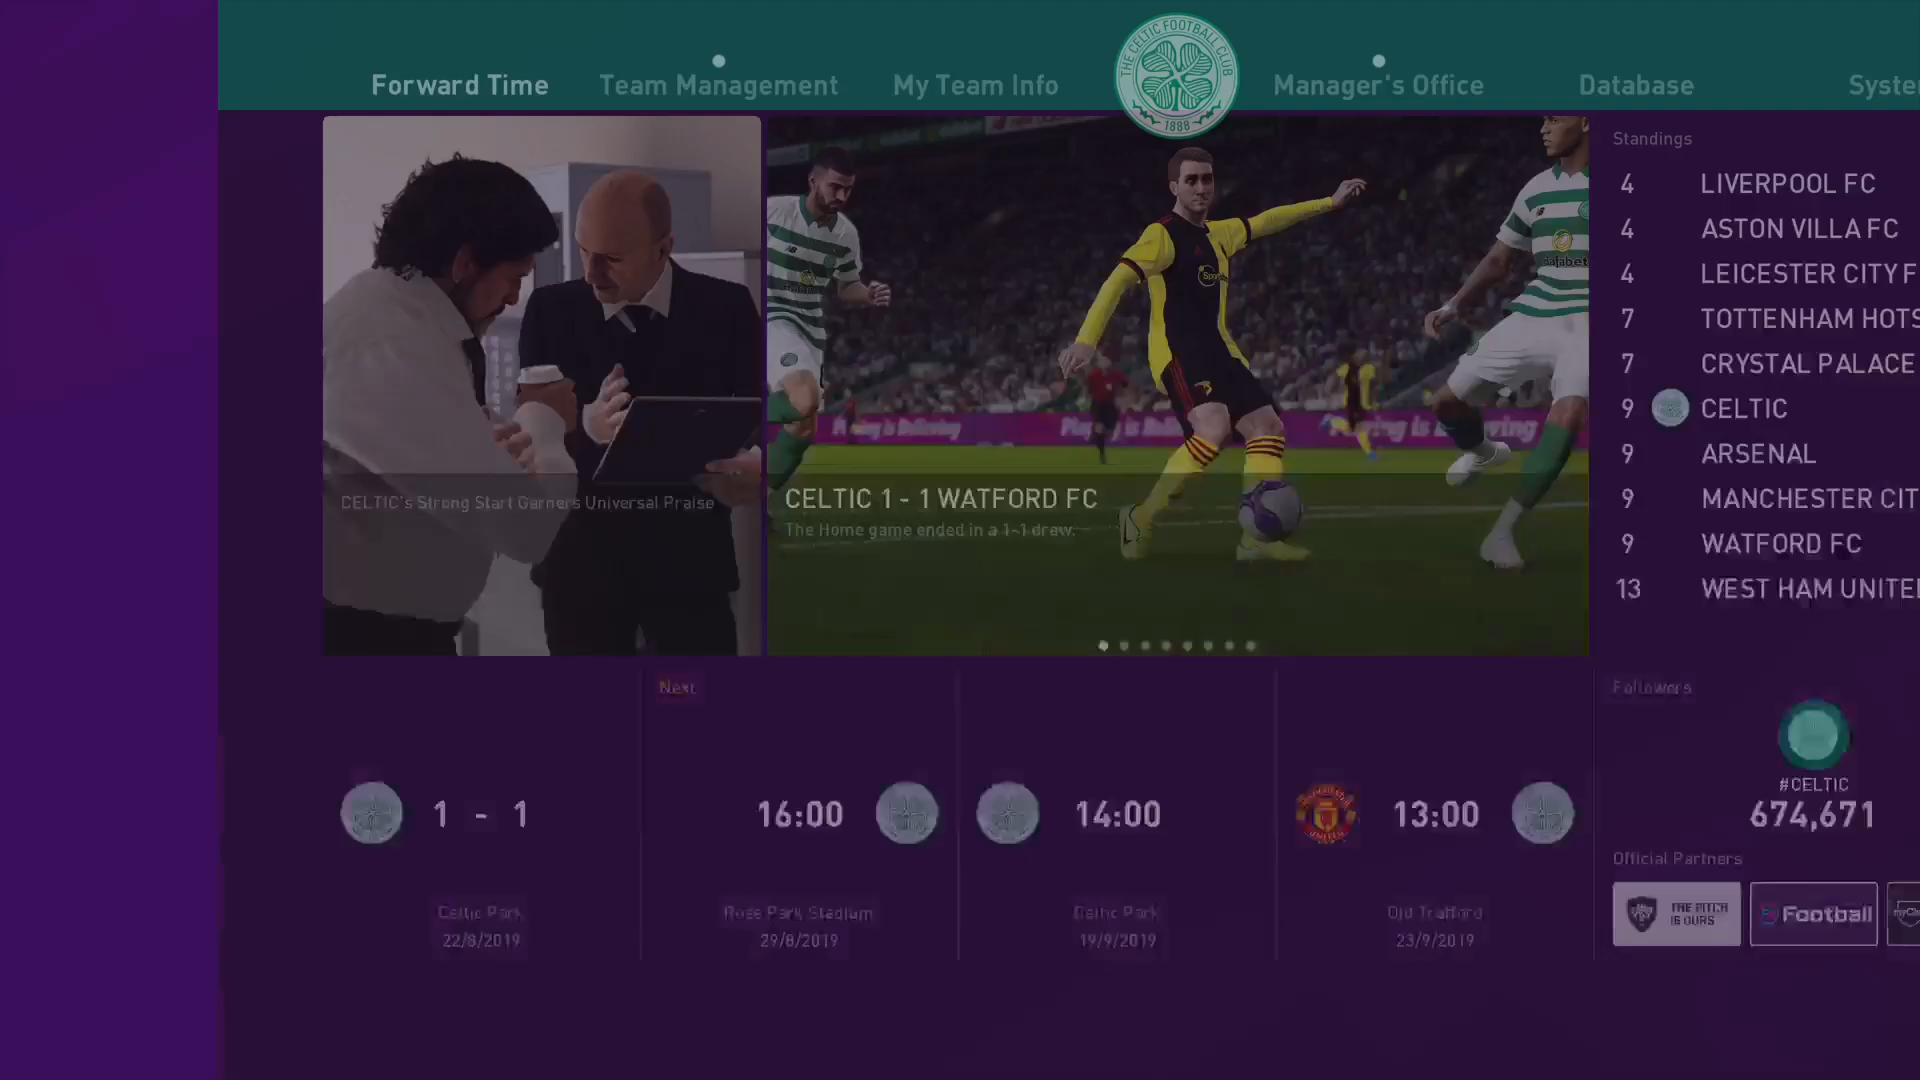 Forward Time
Team Management
My Team Info
THE CELTIC FOOTBALL CLUB
1888
Manager's Office
Database
Syste
CELTIC's Strong Start Garners Universal Praise
CELTIC 1 - 1 WATFORD FC
The Home game ended in a 1-1 draw.
Standings
4 LIVERPOOL FC
4 ASTON VILLA FC
4 LEICESTER CITY F
7 TOTTENHAM HOTS
7 CRYSTAL PALACE
9 CELTIC
9 ARSENAL
9 MANCHESTER CIT
9 WATFORD FC
13 WEST HAM UNITE
1 - 1
Celtic Park
22/8/2019
Next
16:00
Rose Park Stadium
29/8/2019
14:00
Celtic Park
19/9/2019
13:00
Old Trafford
23/9/2019
Followers
#CELTIC
674,671
Official Partners
THE PITCH
IS OURS
Football